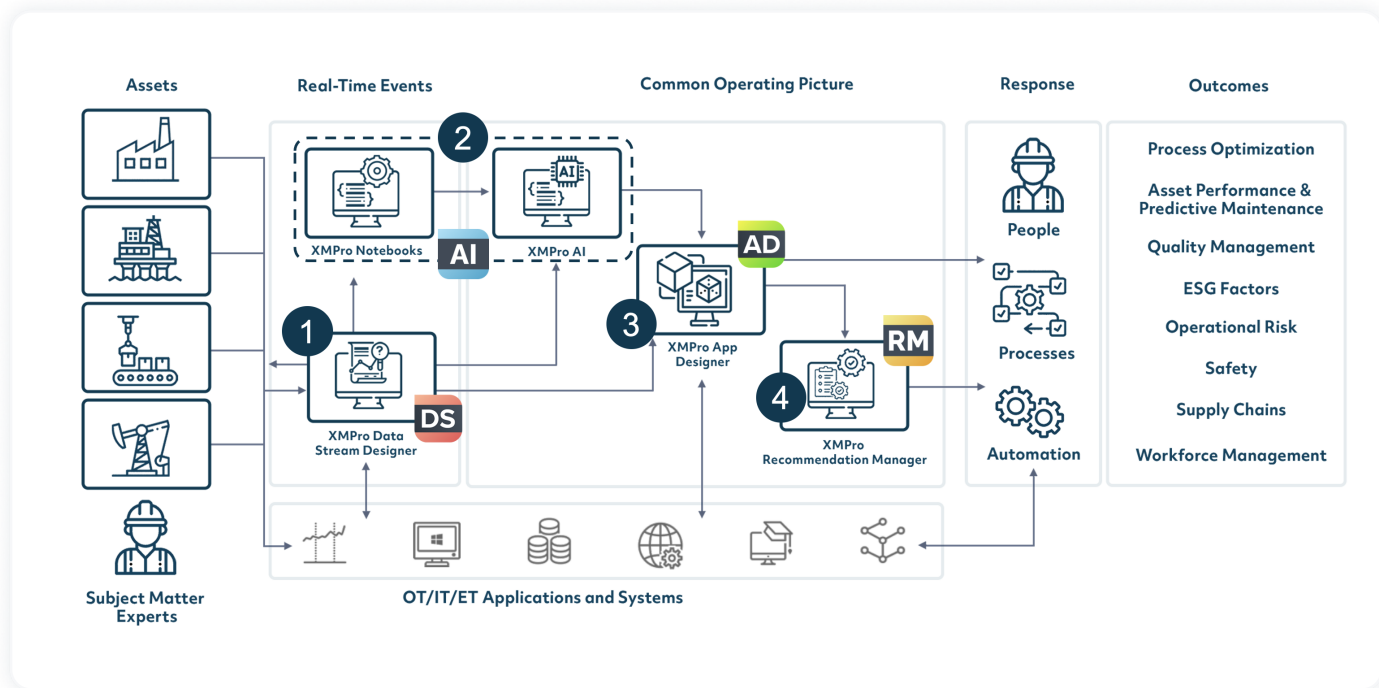 Assets
Real-Time Events
Common Operating Picture
Response
Outcomes
2
{≡}
AI
XMPro Notebooks
AI
XMPro AI
1
?
DS
XMPro Data
Stream Designer
AD
3
XMPro App
Designer
RM
4
XMPro
Recommendation Manager
People
Processes
Automation
Process Optimization
Asset Performance &
Predictive Maintenance
Quality Management
ESG Factors
Operational Risk
Safety
Supply Chains
Workforce Management
Subject Matter
Experts
OT/IT/ET Applications and Systems